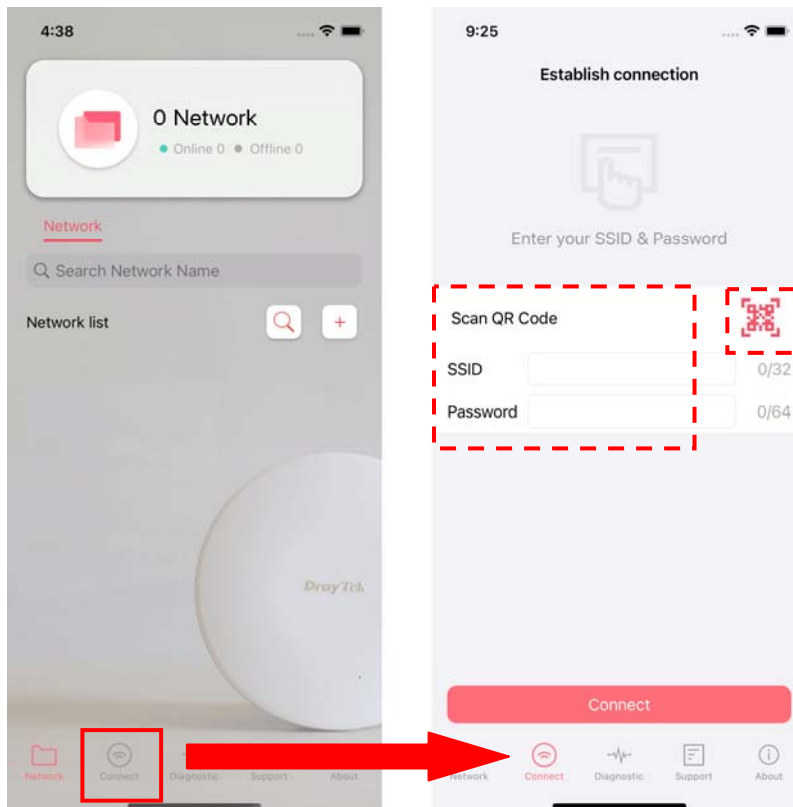 4:38
0 Network
Online 0 Offline 0
Network
Search Network Name
Network list
DrayTek
Network Connect Diagnostic Support About
9:25
Establish connection
Enter your SSID & Password
Scan QR Code
SSID 0/32
Password 0/64
Connect
Network Connect Diagnostic Support About